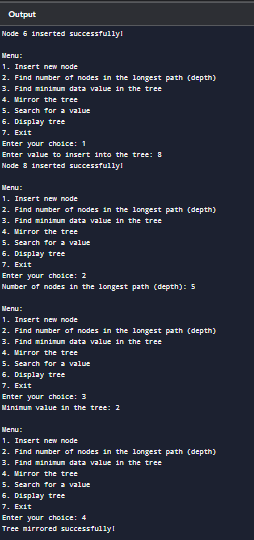 Output
Node 6 inserted successfully!
Menu:
1. Insert new node
2. Find number of nodes in the longest path (depth)
3. Find minimum data value in the tree
4. Mirror the tree
5. Search for a value
6. Display tree
7. Exit
Enter your choice: 1
Enter value to insert into the tree: 8
Node 8 inserted successfully!
Menu:
1. Insert new node
2. Find number of nodes in the longest path (depth)
3. Find minimum data value in the tree
4. Mirror the tree
5. Search for a value
6. Display tree
7. Exit
Enter your choice: 2
Number of nodes in the longest path (depth): 5
Menu:
1. Insert new node
2. Find number of nodes in the longest path (depth)
3. Find minimum data value in the tree
4. Mirror the tree
5. Search for a value
6. Display tree
7. Exit
Enter your choice: 3
Minimum value in the tree: 2
Menu:
1. Insert new node
2. Find number of nodes in the longest path (depth)
3. Find minimum data value in the tree
4. Mirror the tree
5. Search for a value
6. Display tree
7. Exit
Enter your choice: 4
Tree mirrored successfully!